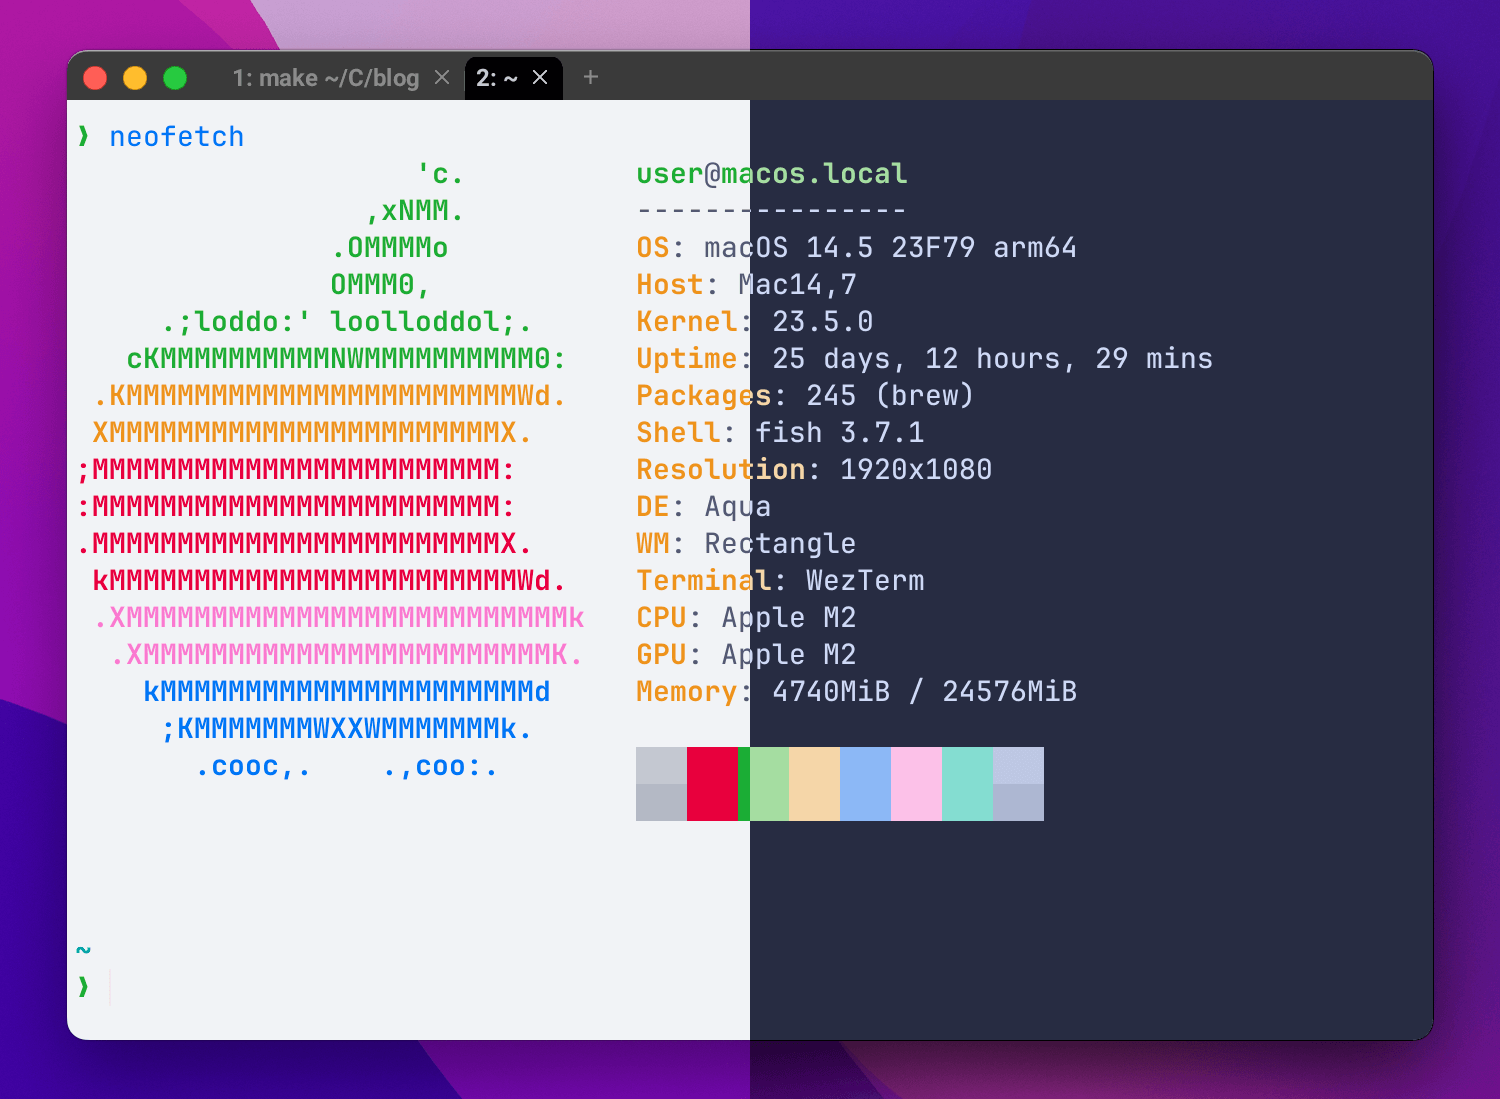 1: make ~/C/blog × 2: ~ × +
❯ neofetch
'c. user@macos.local
,xNMM. ----------------
.OMMMMo OS: macOS 14.5 23F79 arm64
OMMM0, Host: Mac14,7
.;loddo:' loolloddol;. Kernel: 23.5.0
cKMMMMMMMMMMNWMMMMMMMMMM0: Uptime: 25 days, 12 hours, 29 mins
.KMMMMMMMMMMMMMMMMMMMMMMMWd. Packages: 245 (brew)
XMMMMMMMMMMMMMMMMMMMMMMMX. Shell: fish 3.7.1
;MMMMMMMMMMMMMMMMMMMMMMMM: Resolution: 1920x1080
:MMMMMMMMMMMMMMMMMMMMMMMM: DE: Aqua
.MMMMMMMMMMMMMMMMMMMMMMMMX. WM: Rectangle
kMMMMMMMMMMMMMMMMMMMMMMMMWd. Terminal: WezTerm
.XMMMMMMMMMMMMMMMMMMMMMMMMMMk CPU: Apple M2
.XMMMMMMMMMMMMMMMMMMMMMMMMK. GPU: Apple M2
kMMMMMMMMMMMMMMMMMMMMMMd Memory: 4740MiB / 24576MiB
;KMMMMMMMWXXWMMMMMMMk.
.cooc,. .,coo:.
~
❯